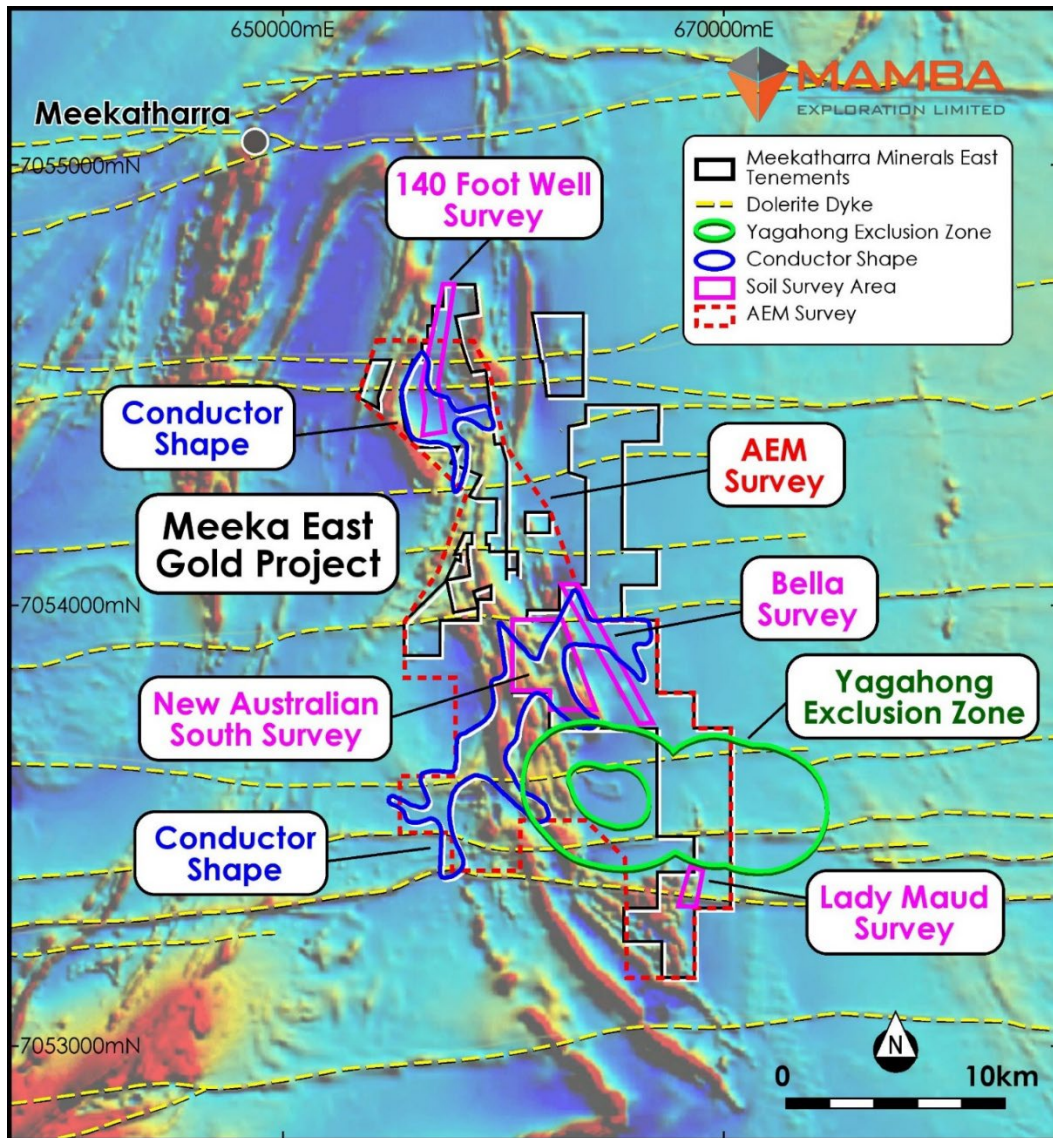 650000mE
670000mE
MAMBA
EXPLORATION LIMITED
Meekatharra
7055000mN
140 Foot Well
Survey
Meekatharra Minerals East
Tenements
Dolerite Dyke
Yagahong Exclusion Zone
Conductor Shape
Soil Survey Area
AEM Survey
Conductor
Shape
AEM
Survey
Meeka East
Gold Project
Bella
Survey
7054000mN
New Australian
South Survey
Yagahong
Exclusion Zone
Conductor
Shape
Lady Maud
Survey
7053000mN
N
0
10km